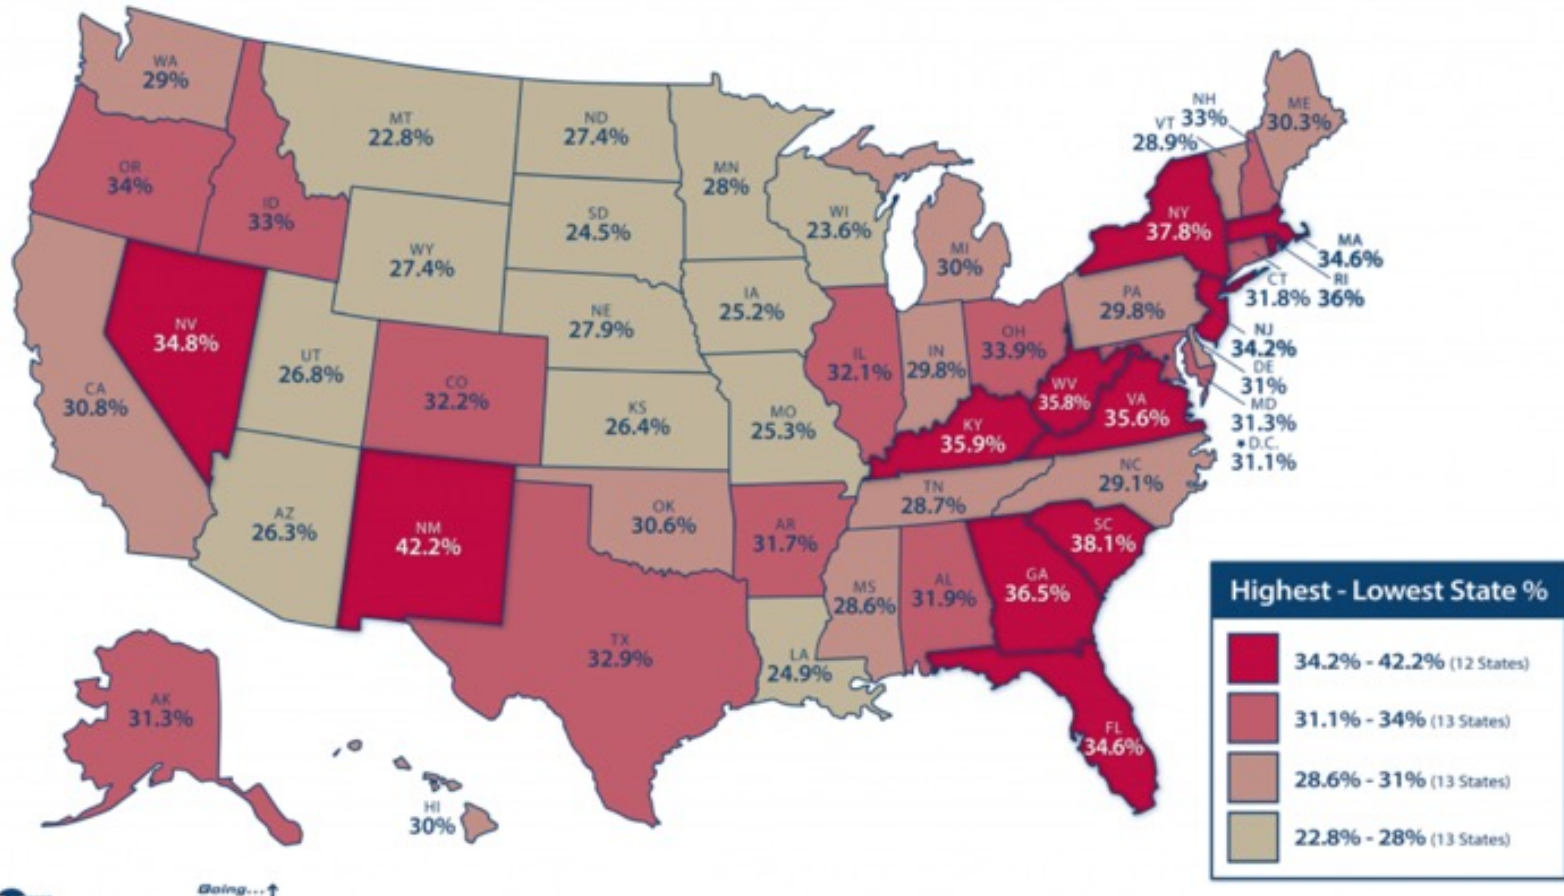 WA
29%
OR
34%
CA
30.8%
NV
34.8%
ID
33%
MT
22.8%
WY
27.4%
UT
26.8%
AZ
26.3%
CO
32.2%
NM
42.2%
ND
27.4%
SD
24.5%
NE
27.9%
KS
26.4%
OK
30.6%
TX
32.9%
MN
28%
IA
25.2%
MO
25.3%
AR
31.7%
LA
24.9%
WI
23.6%
IL
32.1%
MI
30%
IN
29.8%
OH
33.9%
KY
35.9%
TN
28.7%
MS
28.6%
AL
31.9%
GA
36.5%
FL
34.6%
SC
38.1%
NC
29.1%
VA
35.6%
WV
35.8%
PA
29.8%
NY
37.8%
VT
28.9%
NH
33%
ME
30.3%
MA
34.6%
RI
36%
CT
31.8%
NJ
34.2%
DE
31%
MD
31.3%
D.C.
31.1%
AK
31.3%
HI
30%
Highest - Lowest State %
34.2% - 42.2% (12 States)
31.1% - 34% (13 States)
28.6% - 31% (13 States)
22.8% - 28% (13 States)
Going...